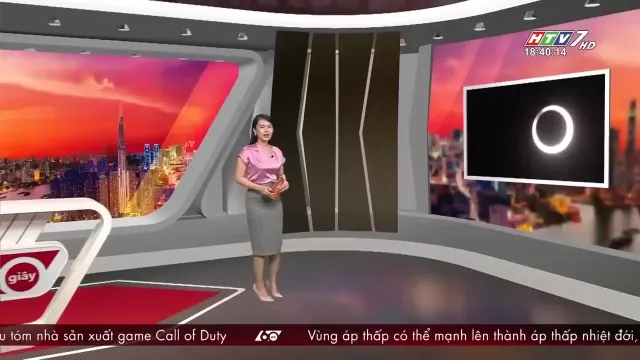 HTV7 HD
18:40:14
giây
u tóm nhà sản xuất game Call of Duty 60 Vùng áp thấp có thể mạnh lên thành áp thấp nhiệt đới,